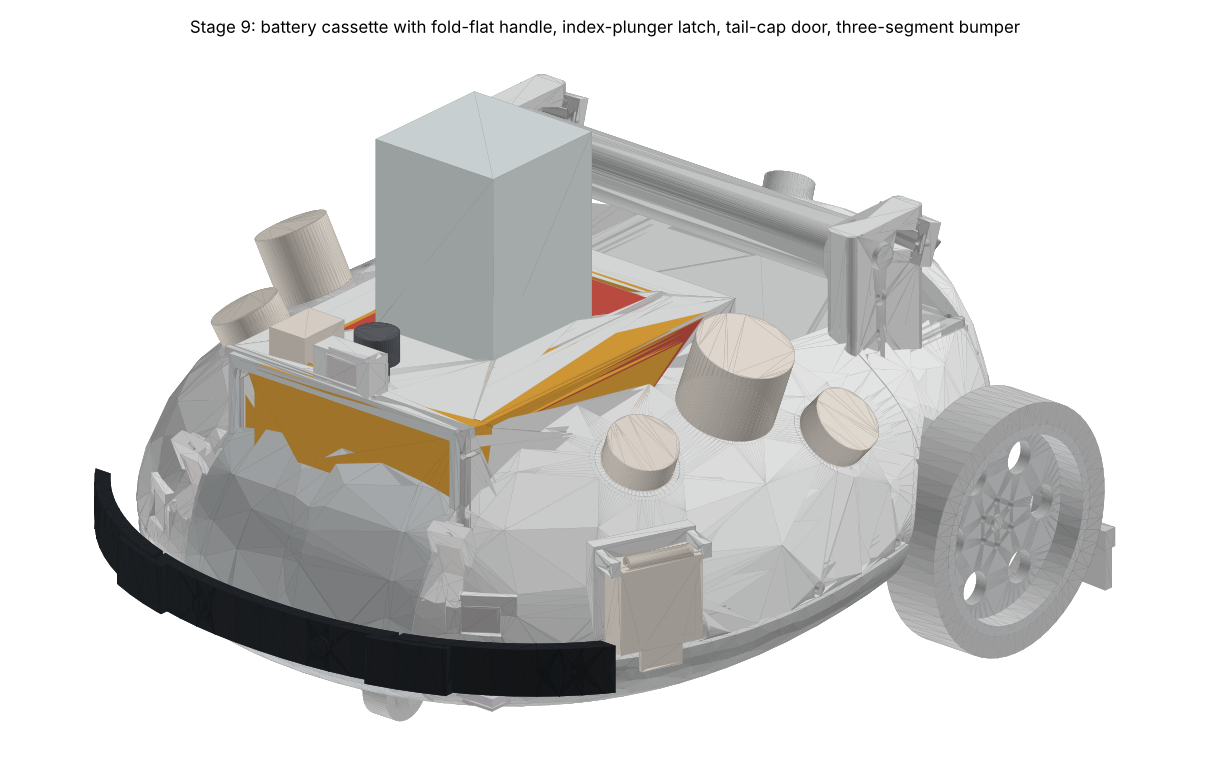 Stage 9: battery cassette with fold-flat handle, index-plunger latch, tail-cap door, three-segment bumper